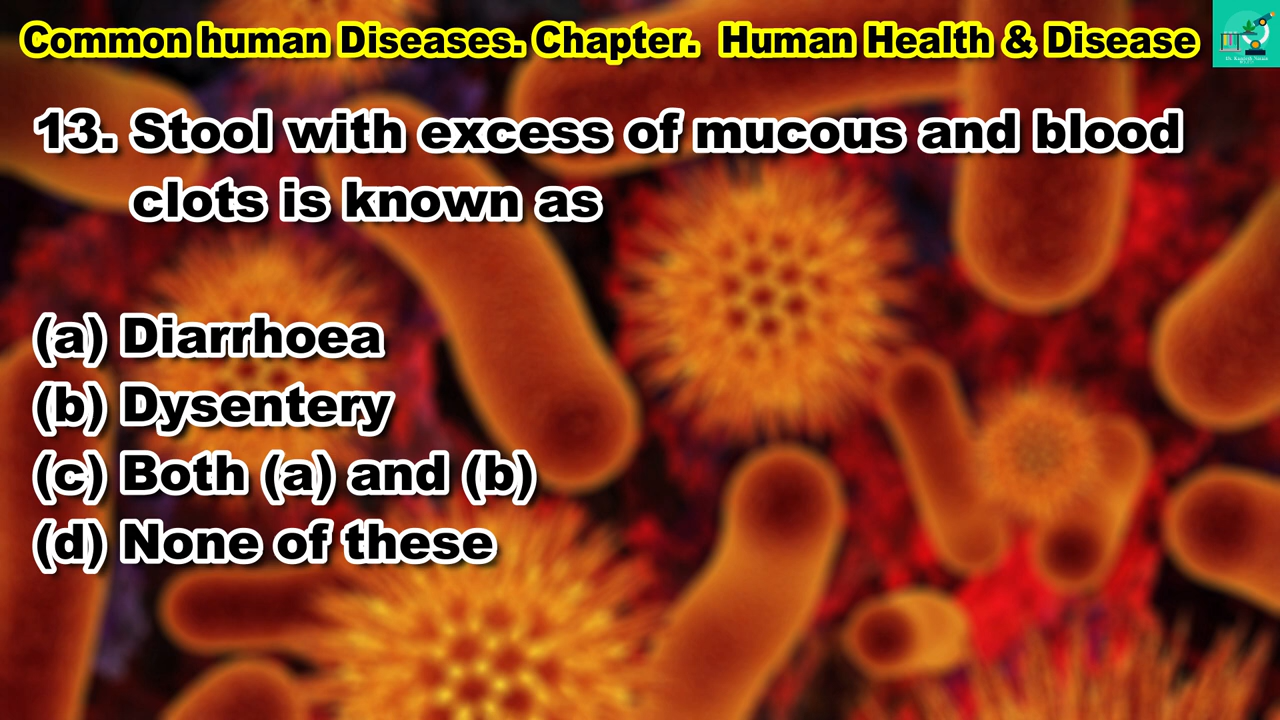 Common human Diseases. Chapter. Human Health & Disease
13. Stool with excess of mucous and blood
clots is known as
(a) Diarrhoea
(b) Dysentery
(c) Both (a) and (b)
(d) None of these